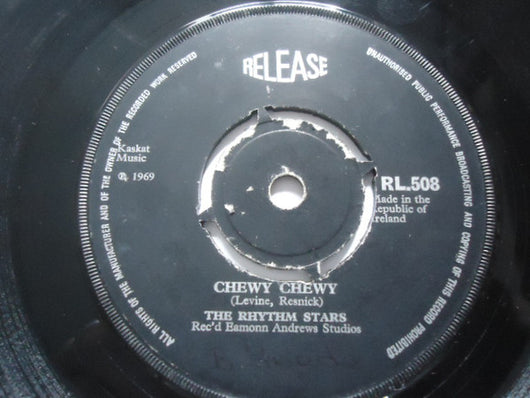 RELEASE
ALL RIGHTS OF THE MANUFACTURER AND OF THE OWNER OF THE RECORDED WORK RESERVED
UNAUTHORISED PUBLIC PERFORMANCE BROADCASTING AND COPYING OF THIS RECORD PROHIBITED
Kaskat
Music
℗ 1969
RL.508
Made in the
Republic of
Ireland
CHEWY CHEWY
(Levine, Resnick)
THE RHYTHM STARS
Rec'd Eamonn Andrews Studios